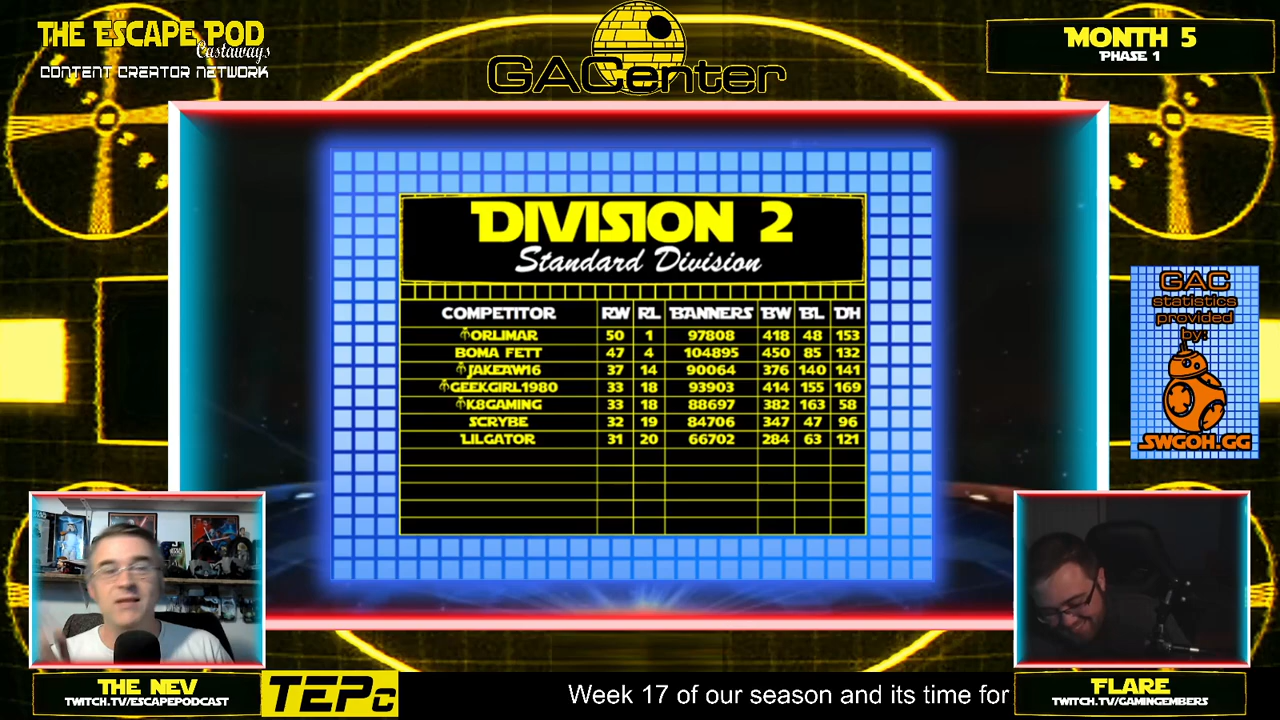 THE ESCAPE POD
Castaways
CONTENT CREATOR NETWORK
GACenter
MONTH 5
PHASE 1
DIVISION 2
Standard Division
COMPETITOR RW RL BANNERS BW BL DH
ORLIMAR 50 1 97808 418 48 153
BOMA FETT 47 4 104895 450 85 132
JAKEAW16 37 14 90064 376 140 141
GEEKGIRL1980 33 18 93903 414 155 169
K8GAMING 33 18 88697 382 163 58
SCRYBE 32 19 84706 347 47 96
LILGATOR 31 20 66702 284 63 121
GAC
statistics
provided
by:
SWGOH.GG
THE NEV
TWITCH.TV/ESCAPEPODCAST
TEPc
Week 17 of our season and its time for
FLARE
TWITCH.TV/GAMINGEMBERS